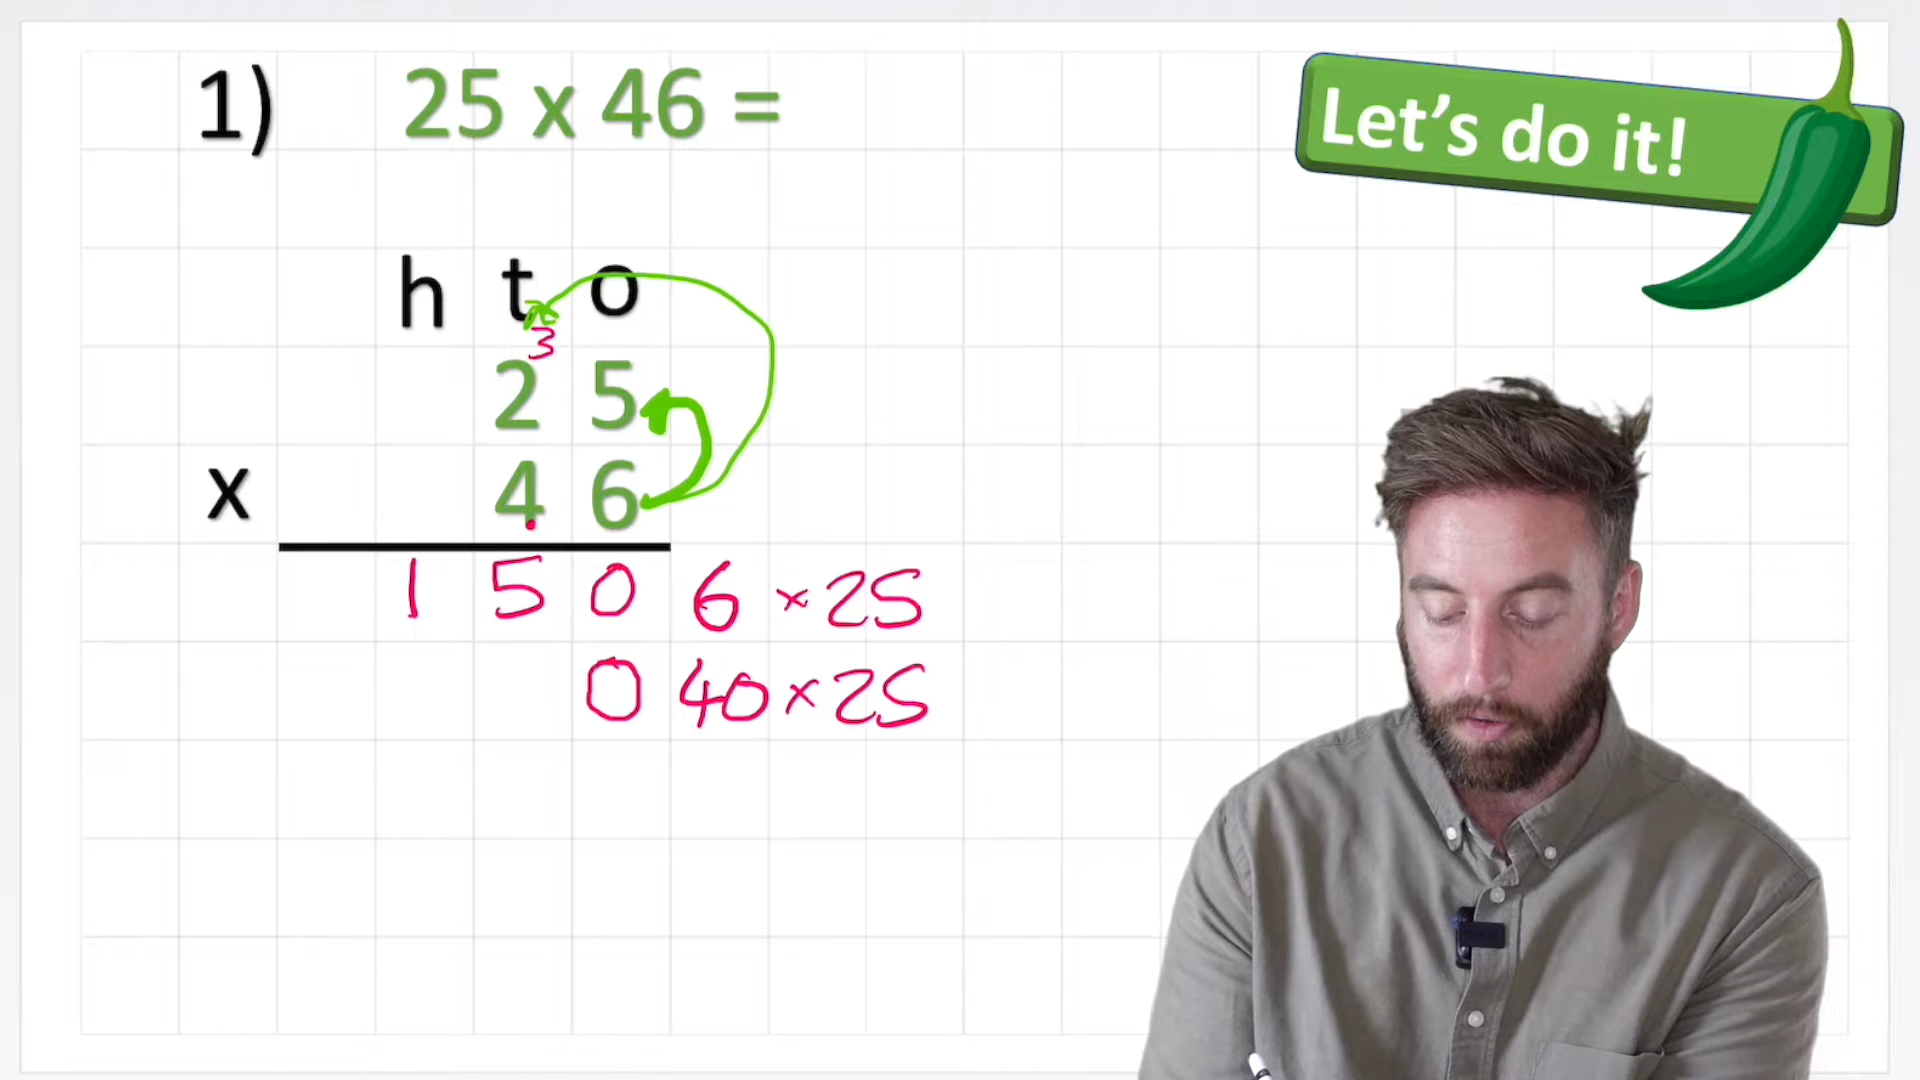 1) 25 x 46 =
Let's do it!
h t o
3
2 5
x 4 6
1 5 0 6 × 25
0 40 × 25